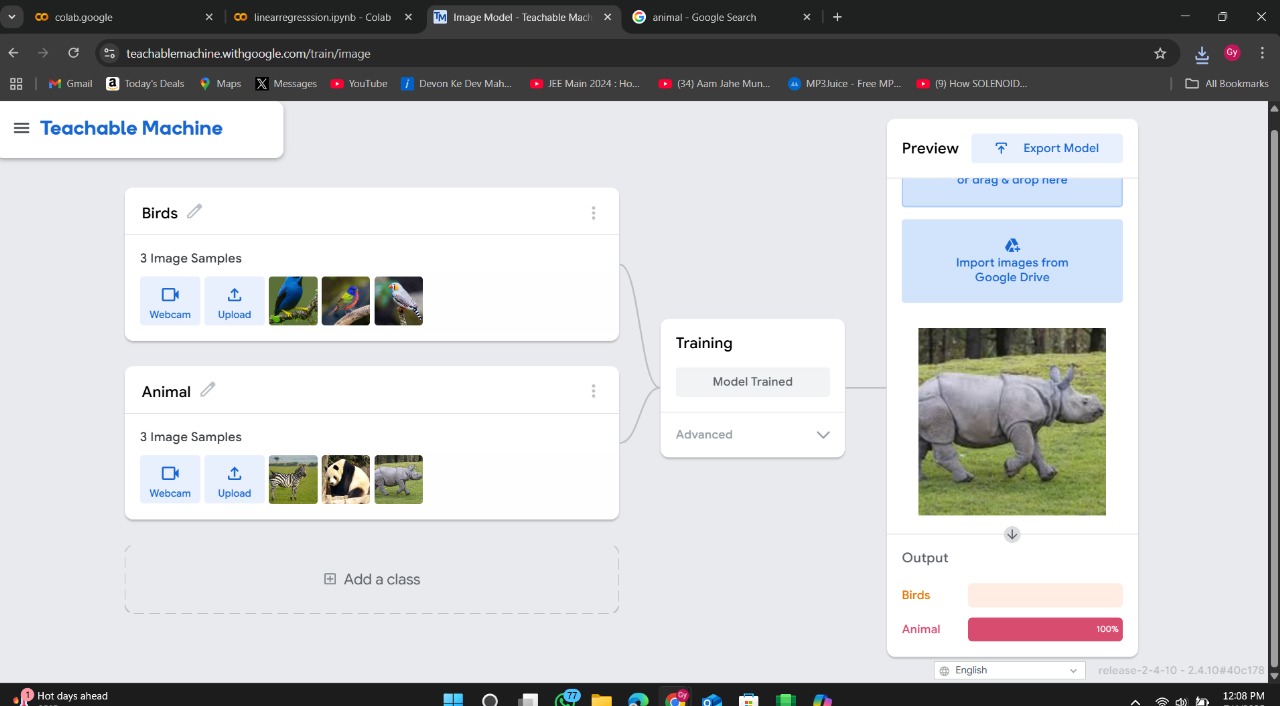 colab.google
linearregresssion.ipynb - Colab
Image Model - Teachable Mach
animal - Google Search
teachablemachine.withgoogle.com/train/image
Gy
Gmail
Today's Deals
Maps
Messages
YouTube
Devon Ke Dev Mah...
JEE Main 2024 : Ho...
(34) Aam Jahe Mun...
MP3Juice - Free MP...
(9) How SOLENOID...
All Bookmarks
Teachable Machine
Birds
3 Image Samples
Webcam
Upload
Animal
3 Image Samples
Webcam
Upload
Add a class
Training
Model Trained
Advanced
Preview
Export Model
or drag & drop here
Import images from
Google Drive
Output
Birds
Animal
100%
English
release-2-4-10 - 2.4.10#40c178
1
Hot days ahead
77
Gy
12:08 PM